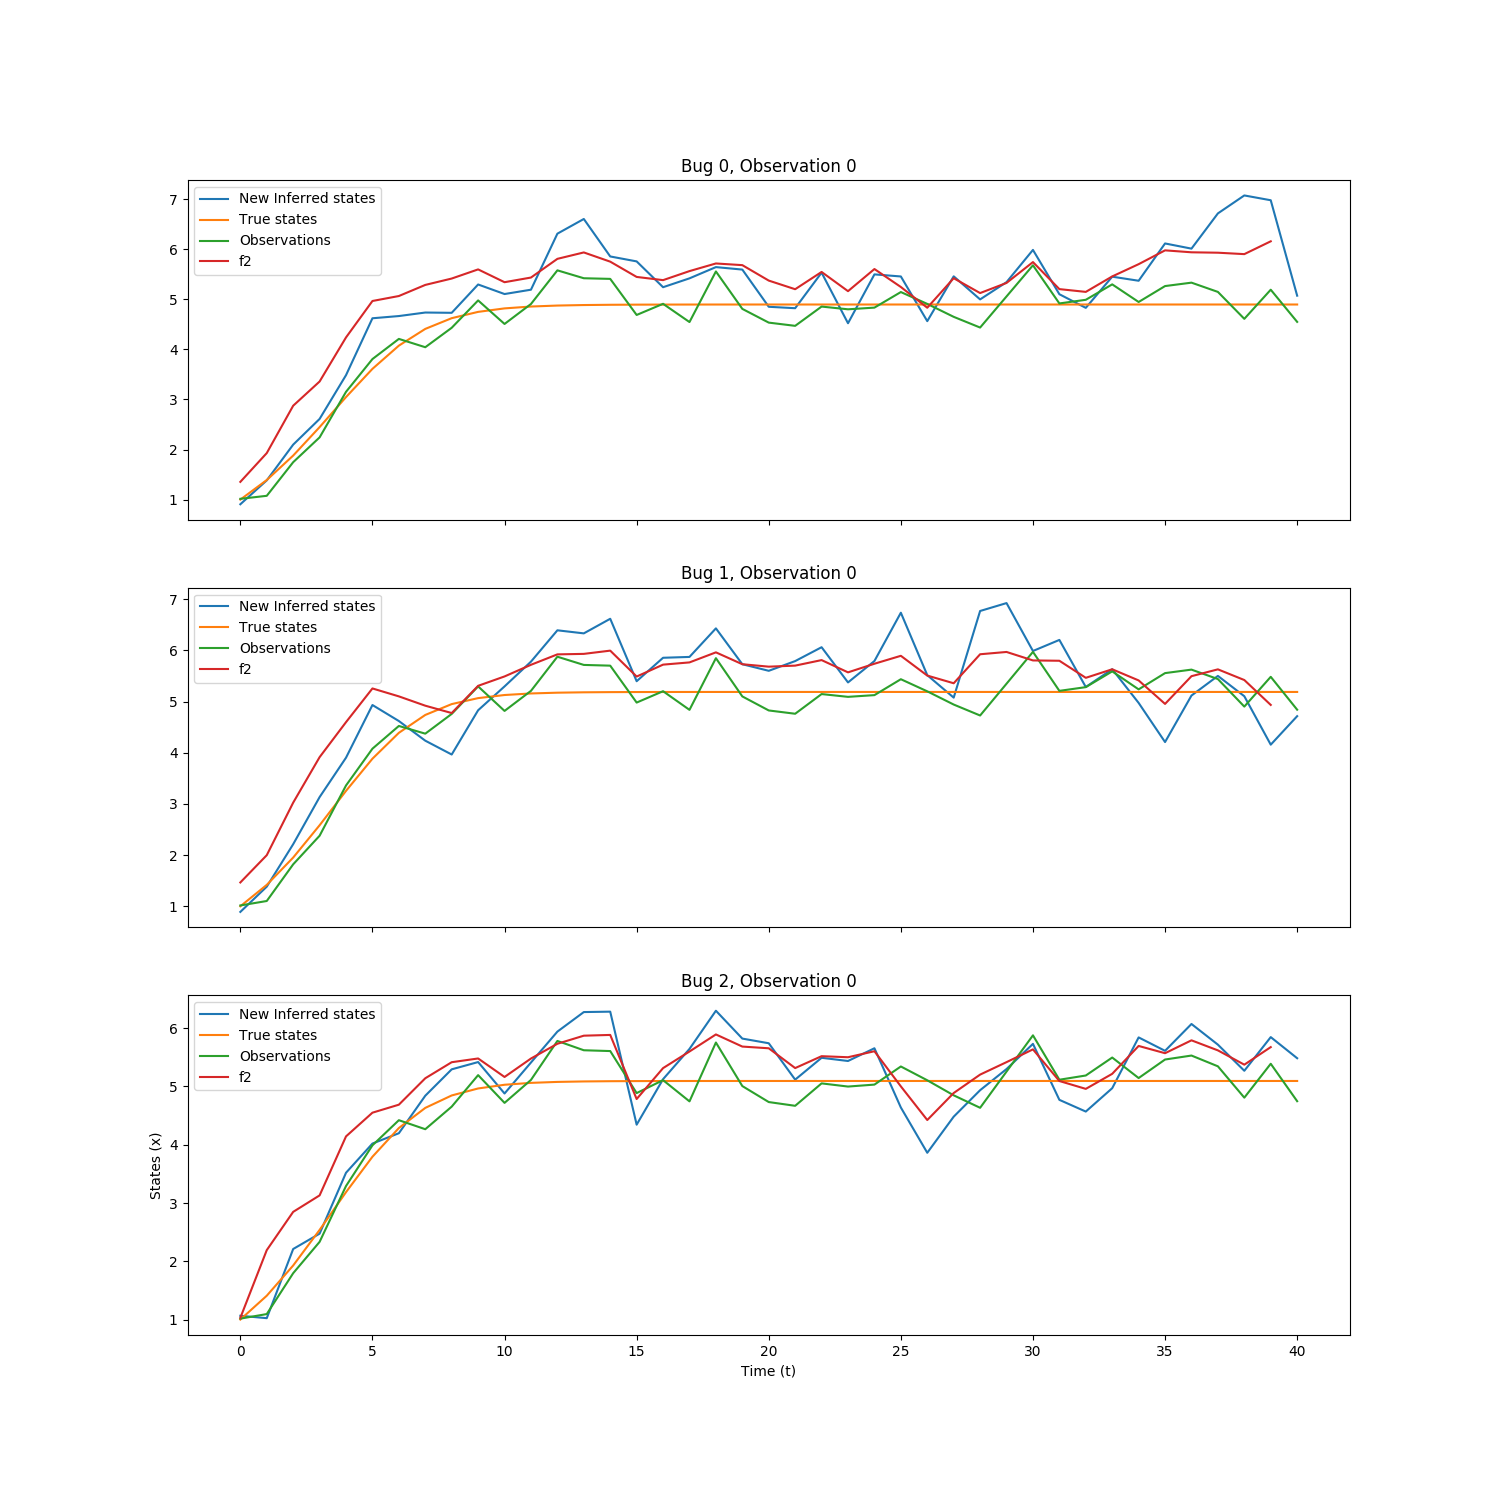 Bug 0, Observation 0
New Inferred states
True states
Observations
f2
7
6
5
4
3
2
1
Bug 1, Observation 0
New Inferred states
True states
Observations
f2
7
6
5
4
3
2
1
Bug 2, Observation 0
New Inferred states
True states
Observations
f2
6
5
4
3
2
1
States (x)
0 5 10 15 20 25 30 35 40
Time (t)